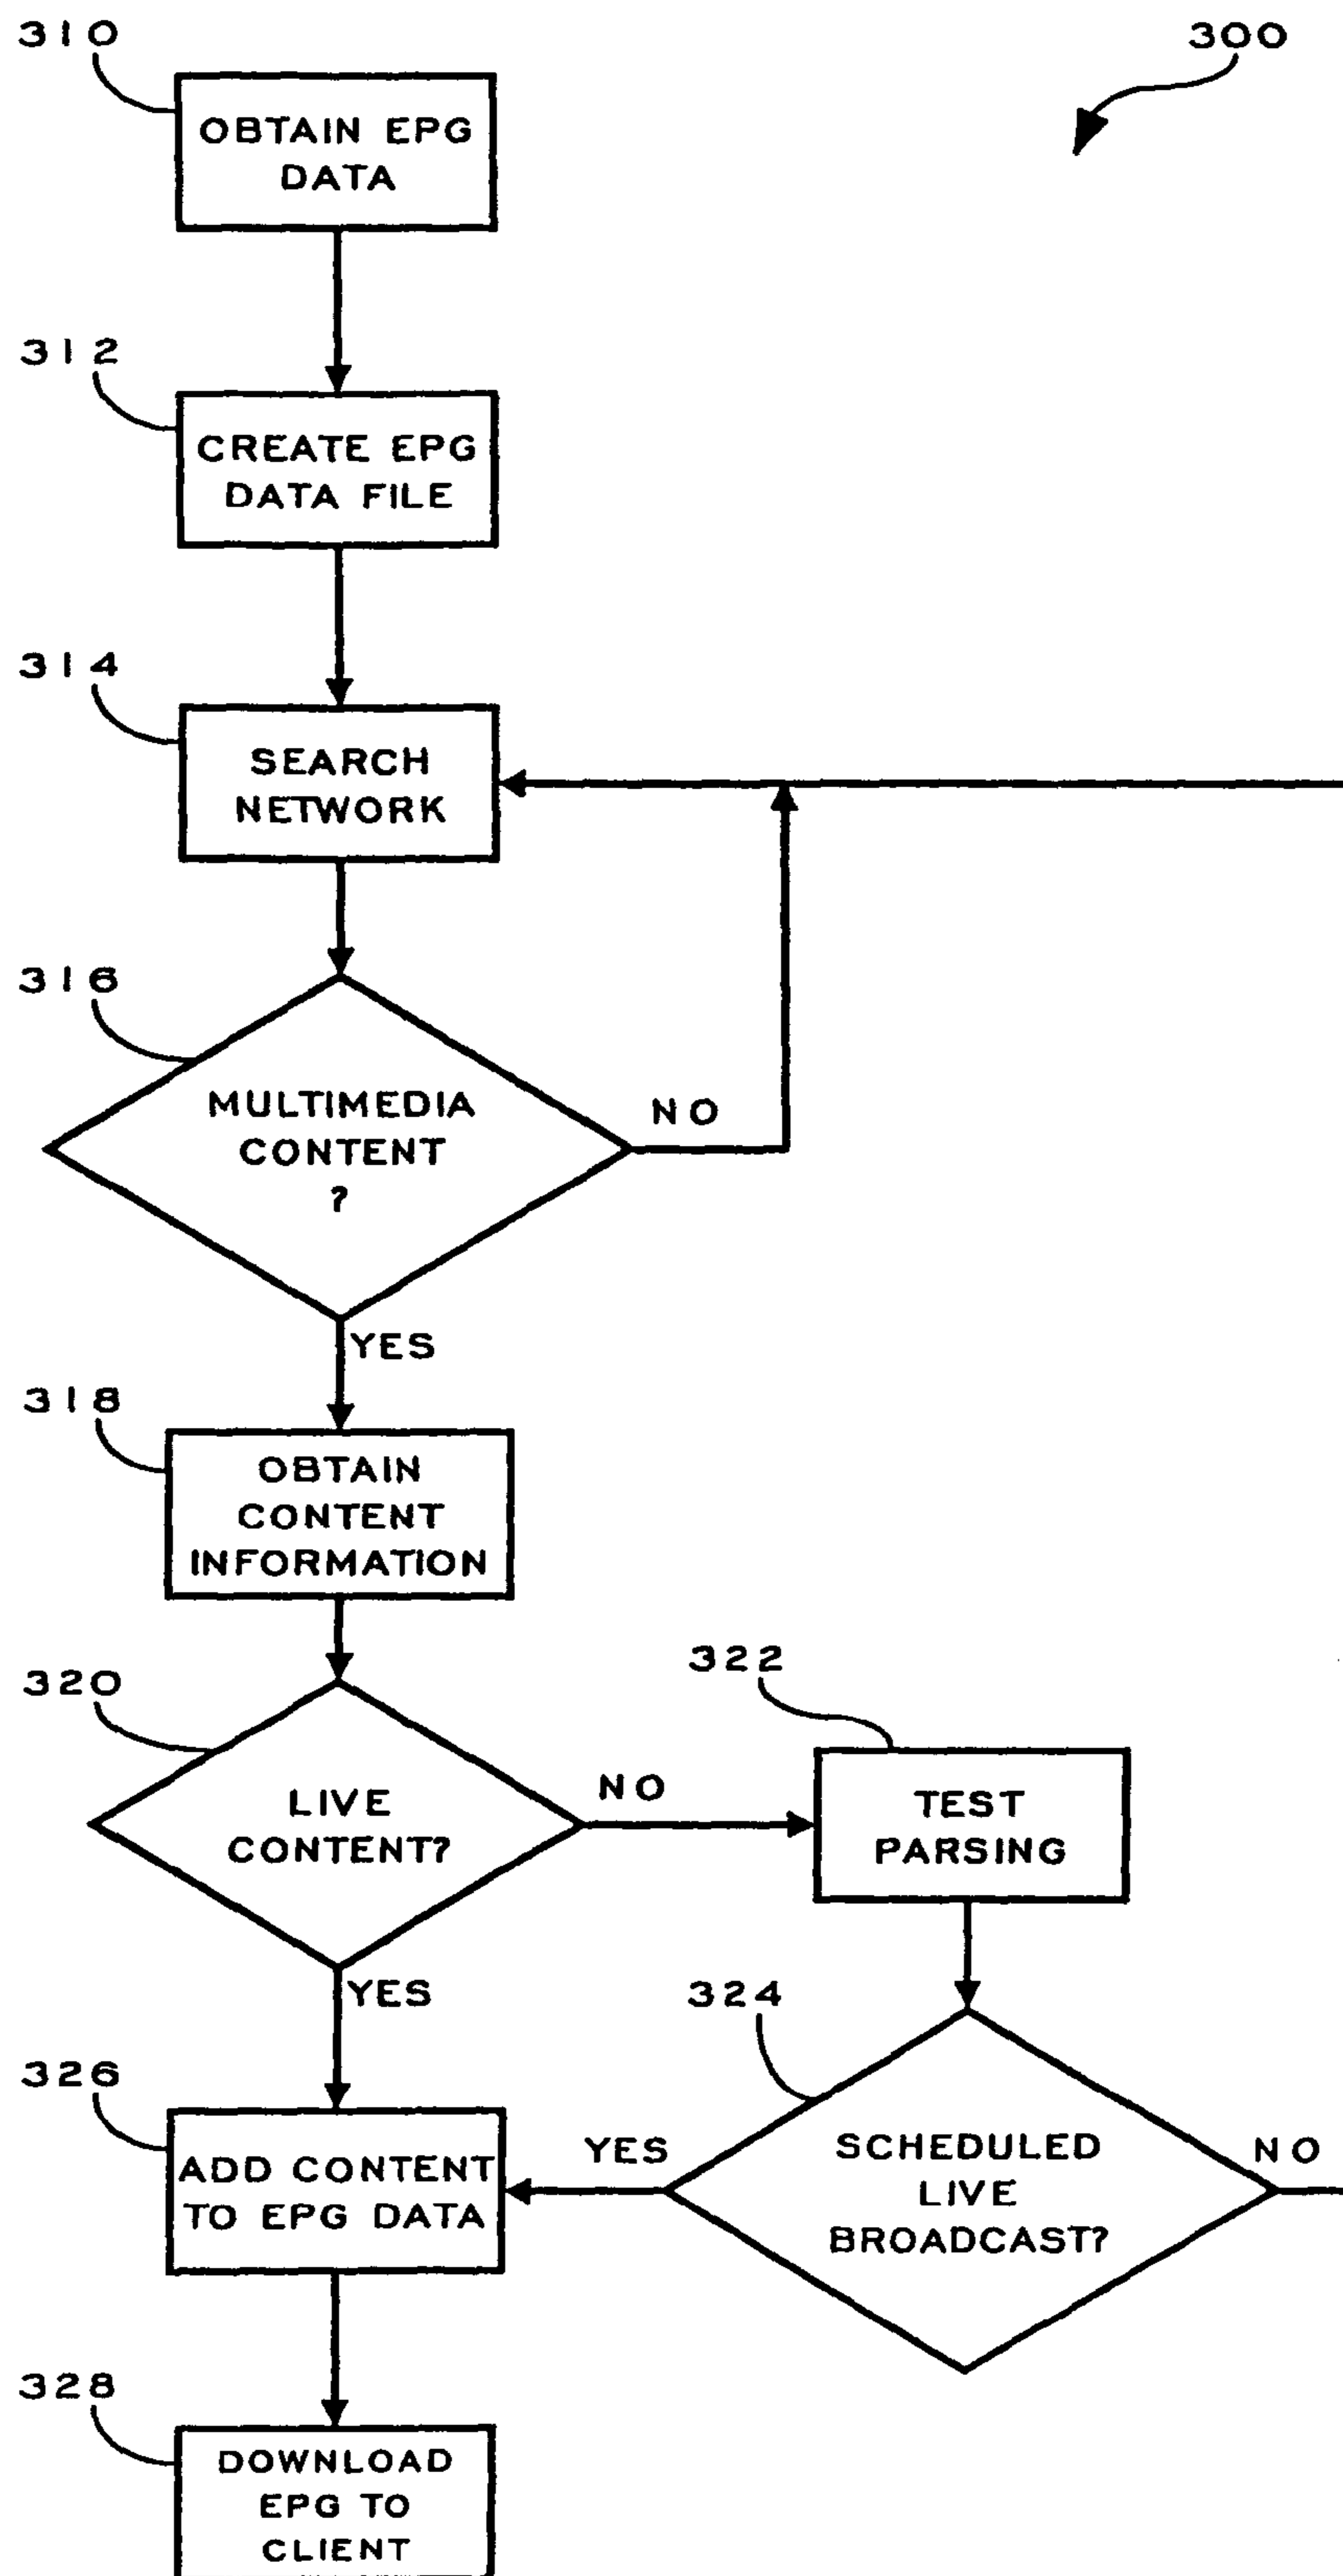 310
300
OBTAIN EPG
DATA
312
CREATE EPG
DATA FILE
314
SEARCH
NETWORK
316
MULTIMEDIA
CONTENT
?
NO
YES
318
OBTAIN
CONTENT
INFORMATION
320
LIVE
CONTENT?
NO
322
TEST
PARSING
YES
324
SCHEDULED
LIVE
BROADCAST?
YES
NO
326
ADD CONTENT
TO EPG DATA
328
DOWNLOAD
EPG TO
CLIENT